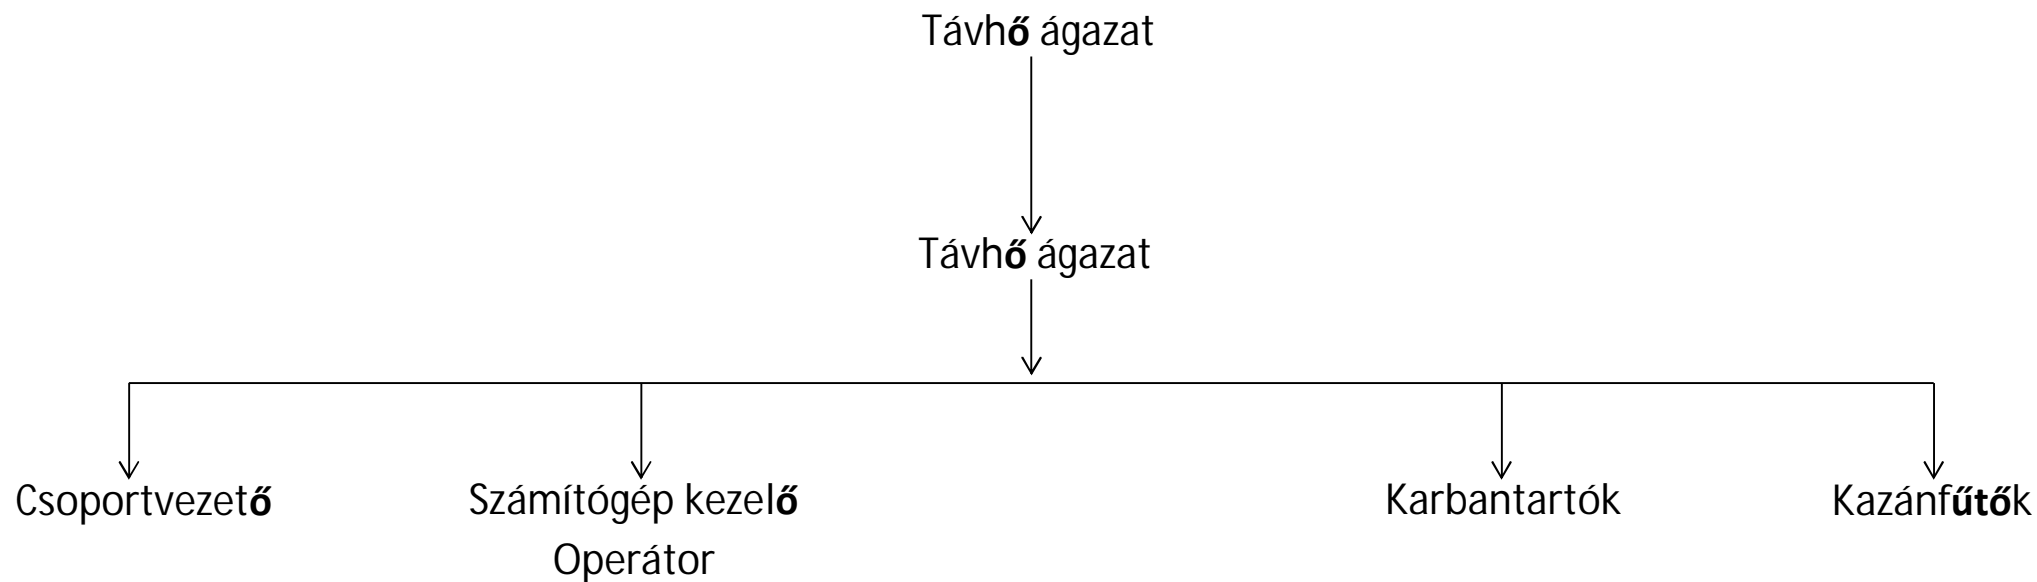 Távhő ágazat
Távhő ágazat
Csoportvezető
Számítógép kezelő
Operátor
Karbantartók
Kazánfűtők